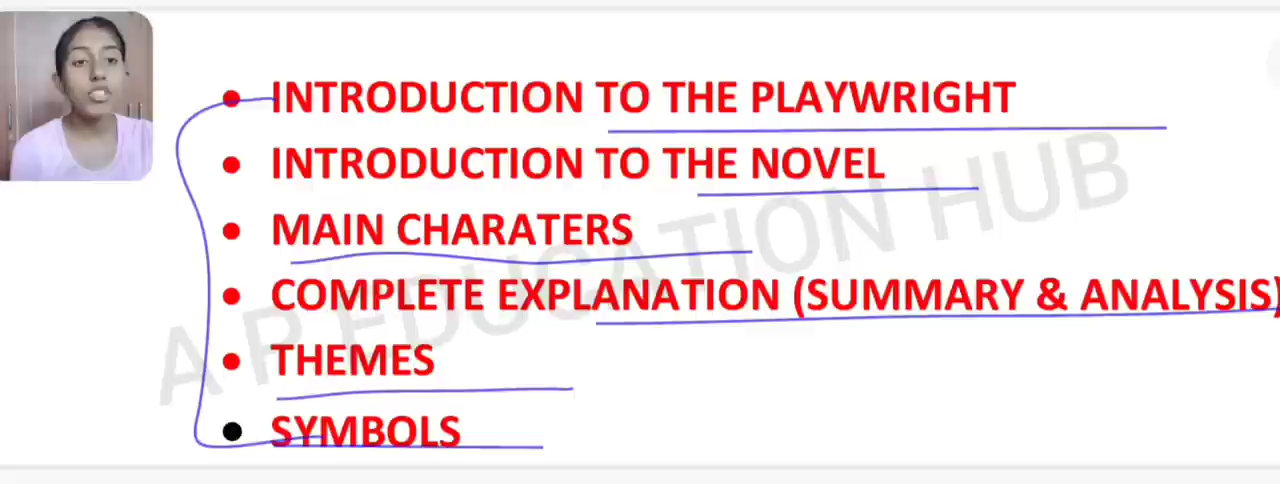 INTRODUCTION TO THE PLAYWRIGHT
INTRODUCTION TO THE NOVEL
MAIN CHARATERS
COMPLETE EXPLANATION (SUMMARY & ANALYSIS)
THEMES
SYMBOLS
A P EDUCATION HUB